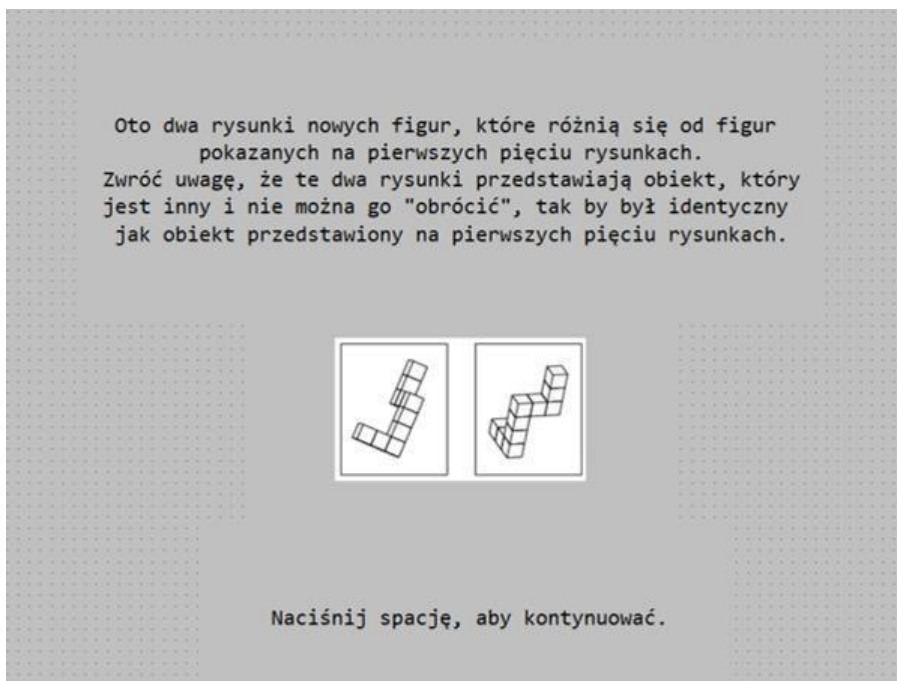 Oto dwa rysunki nowych figur, które różnią się od figur
pokazanych na pierwszych pięciu rysunkach.
Zwróć uwagę, że te dwa rysunki przedstawiają obiekt, który
jest inny i nie można go "obrócić", tak by był identyczny
jak obiekt przedstawiony na pierwszych pięciu rysunkach.
Naciśnij spację, aby kontynuować.